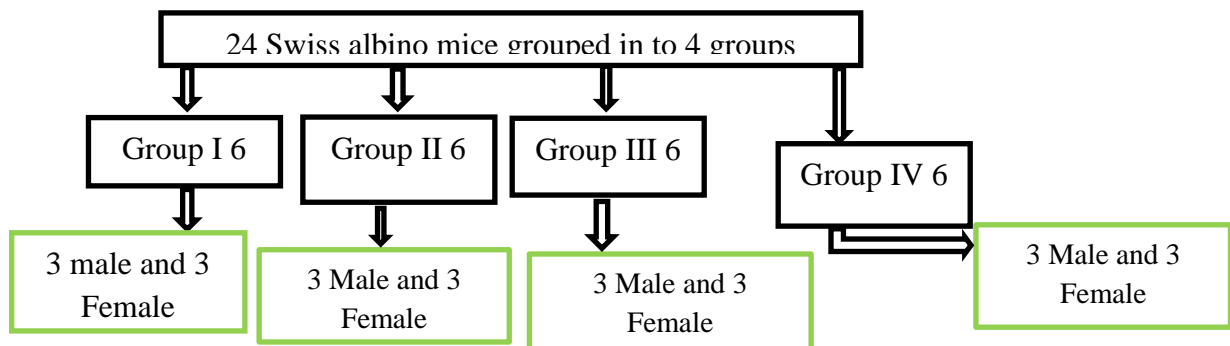 24 Swiss albino mice grouped in to 4 groups
Group I 6
Group II 6
Group III 6
Group IV 6
3 male and 3
Female
3 Male and 3
Female
3 Male and 3
Female
3 Male and 3
Female